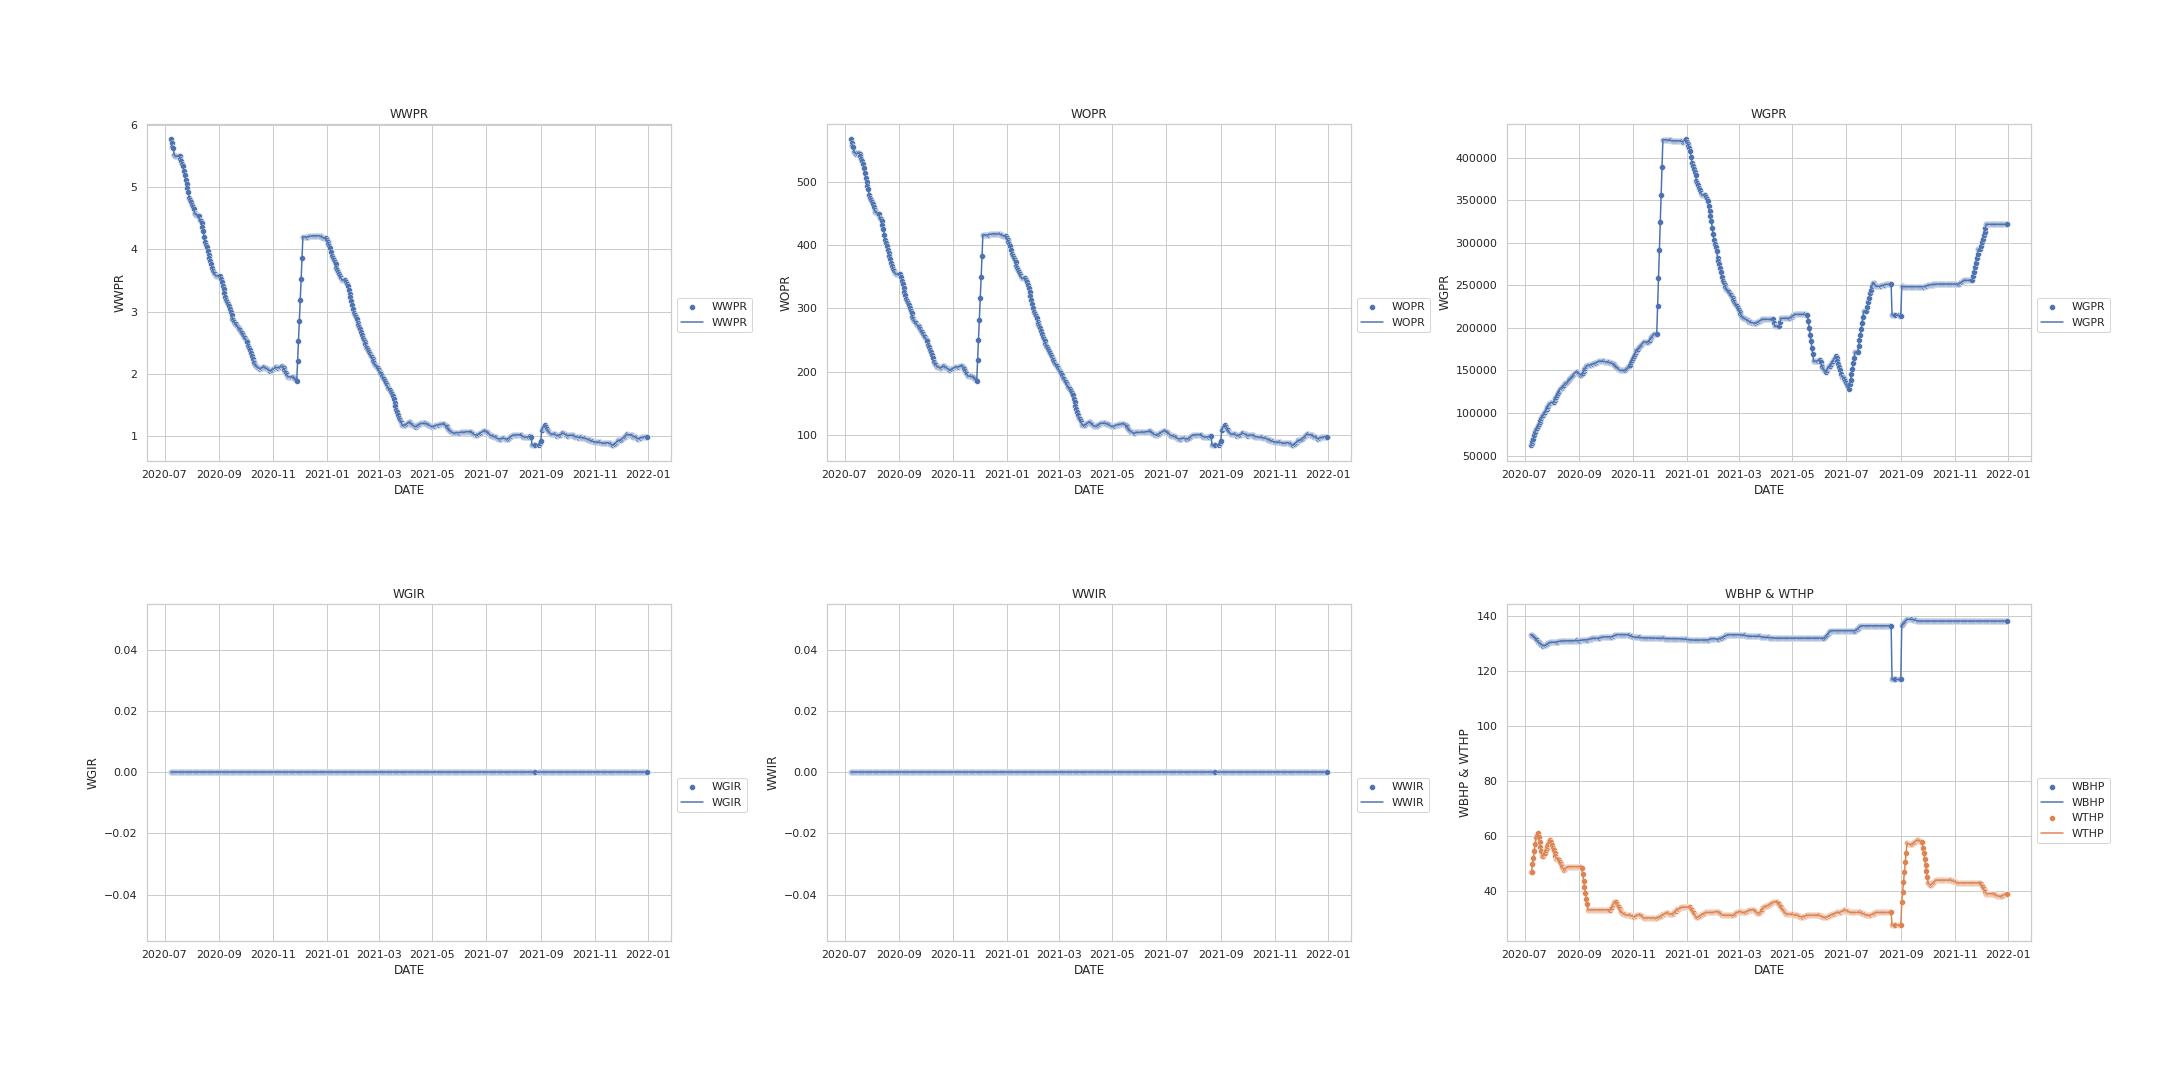 WWPR
6
5
4
3
2
1
WWPR
2020-07 2020-09 2020-11 2021-01 2021-03 2021-05 2021-07 2021-09 2021-11 2022-01
DATE
WWPR
WWPR
WOPR
500
400
300
200
100
WOPR
2020-07 2020-09 2020-11 2021-01 2021-03 2021-05 2021-07 2021-09 2021-11 2022-01
DATE
WOPR
WOPR
WGPR
400000
350000
300000
250000
200000
150000
100000
50000
WGPR
2020-07 2020-09 2020-11 2021-01 2021-03 2021-05 2021-07 2021-09 2021-11 2022-01
DATE
WGPR
WGPR
WGIR
0.04
0.02
0.00
−0.02
−0.04
WGIR
2020-07 2020-09 2020-11 2021-01 2021-03 2021-05 2021-07 2021-09 2021-11 2022-01
DATE
WGIR
WGIR
WWIR
0.04
0.02
0.00
−0.02
−0.04
WWIR
2020-07 2020-09 2020-11 2021-01 2021-03 2021-05 2021-07 2021-09 2021-11 2022-01
DATE
WWIR
WWIR
WBHP & WTHP
140
120
100
80
60
40
WBHP & WTHP
2020-07 2020-09 2020-11 2021-01 2021-03 2021-05 2021-07 2021-09 2021-11 2022-01
DATE
WBHP
WBHP
WTHP
WTHP